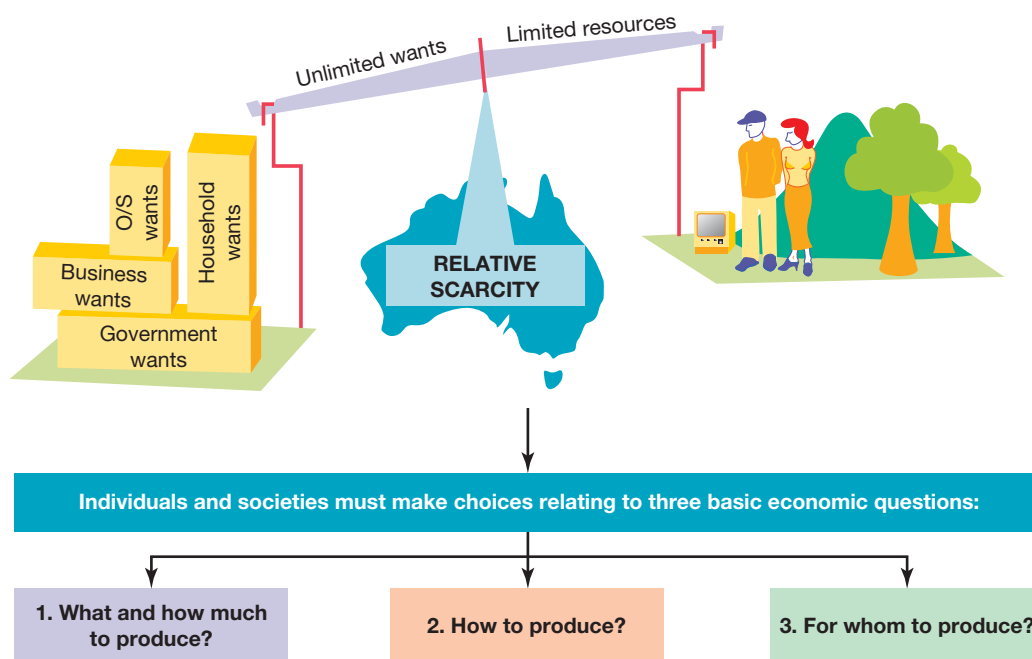 Unlimited wants
Limited resources
O/S
wants
Household
wants
Business
wants
Government
wants
RELATIVE
SCARCITY
Individuals and societies must make choices relating to three basic economic questions:
1. What and how much
to produce?
2. How to produce?
3. For whom to produce?